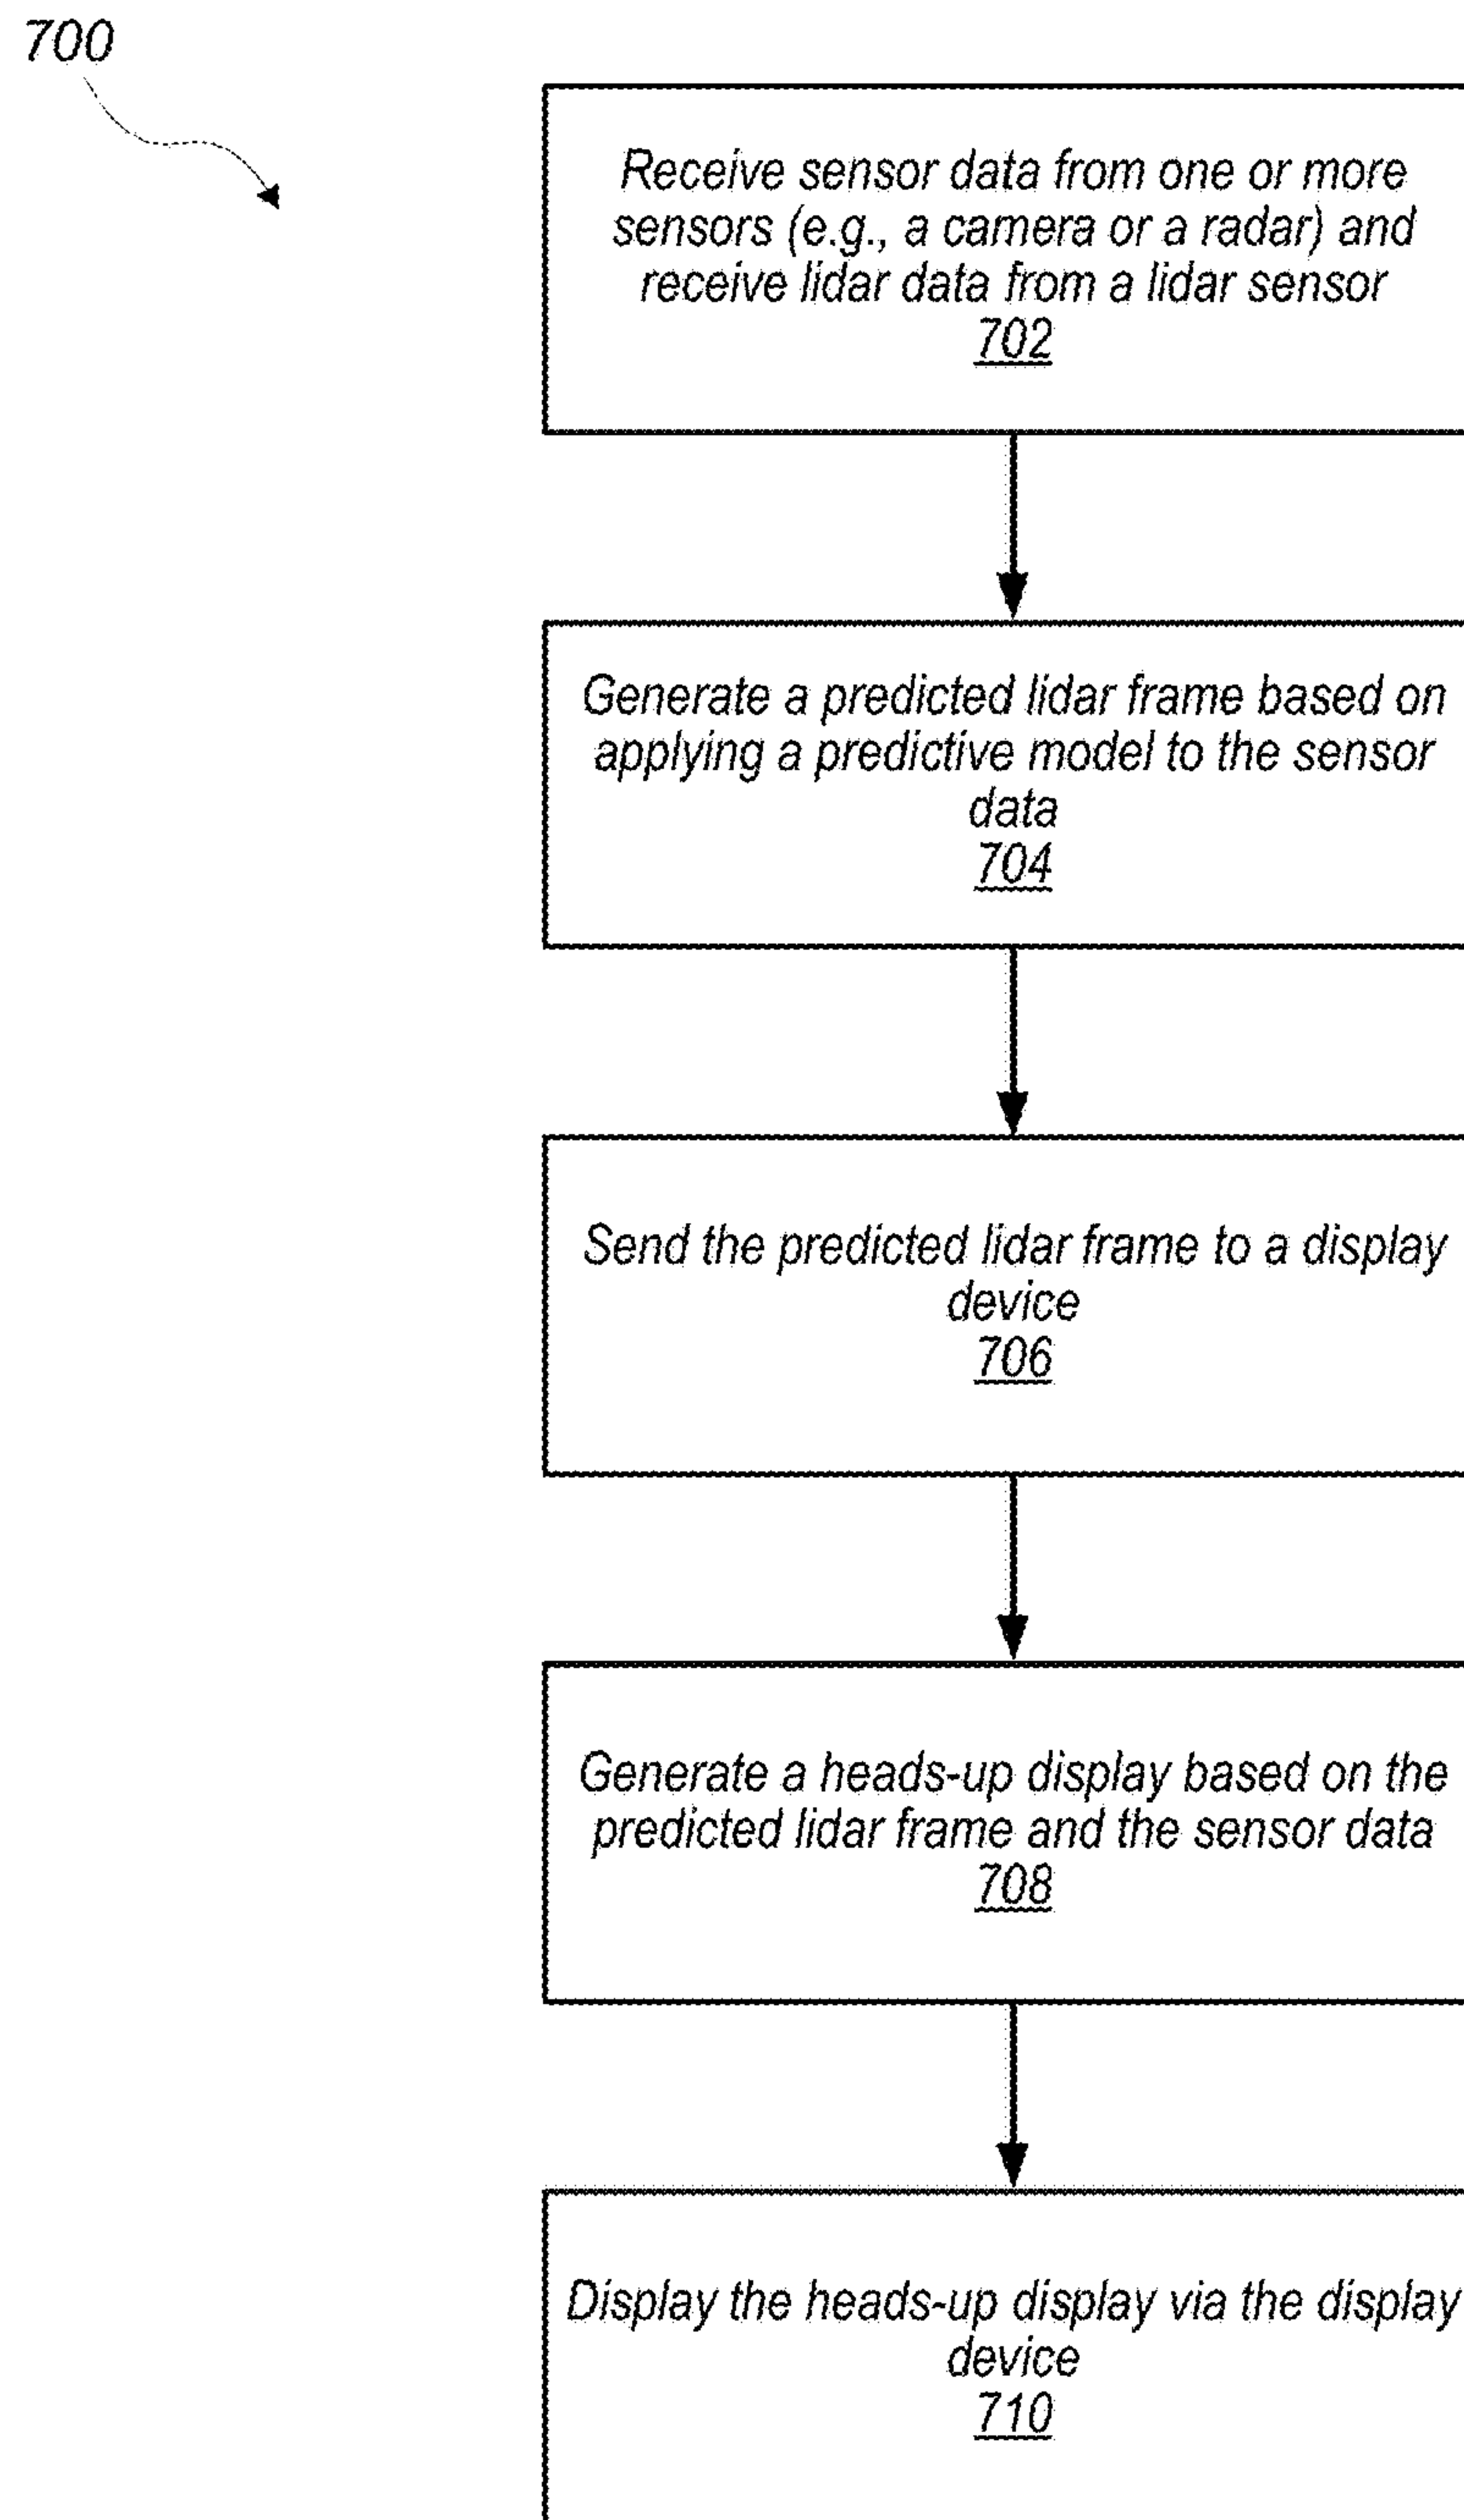 700
Receive sensor data from one or more
sensors (e.g., a camera or a radar) and
receive lidar data from a lidar sensor
702
Generate a predicted lidar frame based on
applying a predictive model to the sensor
data
704
Send the predicted lidar frame to a display
device
706
Generate a heads-up display based on the
predicted lidar frame and the sensor data
708
Display the heads-up display via the display
device
710